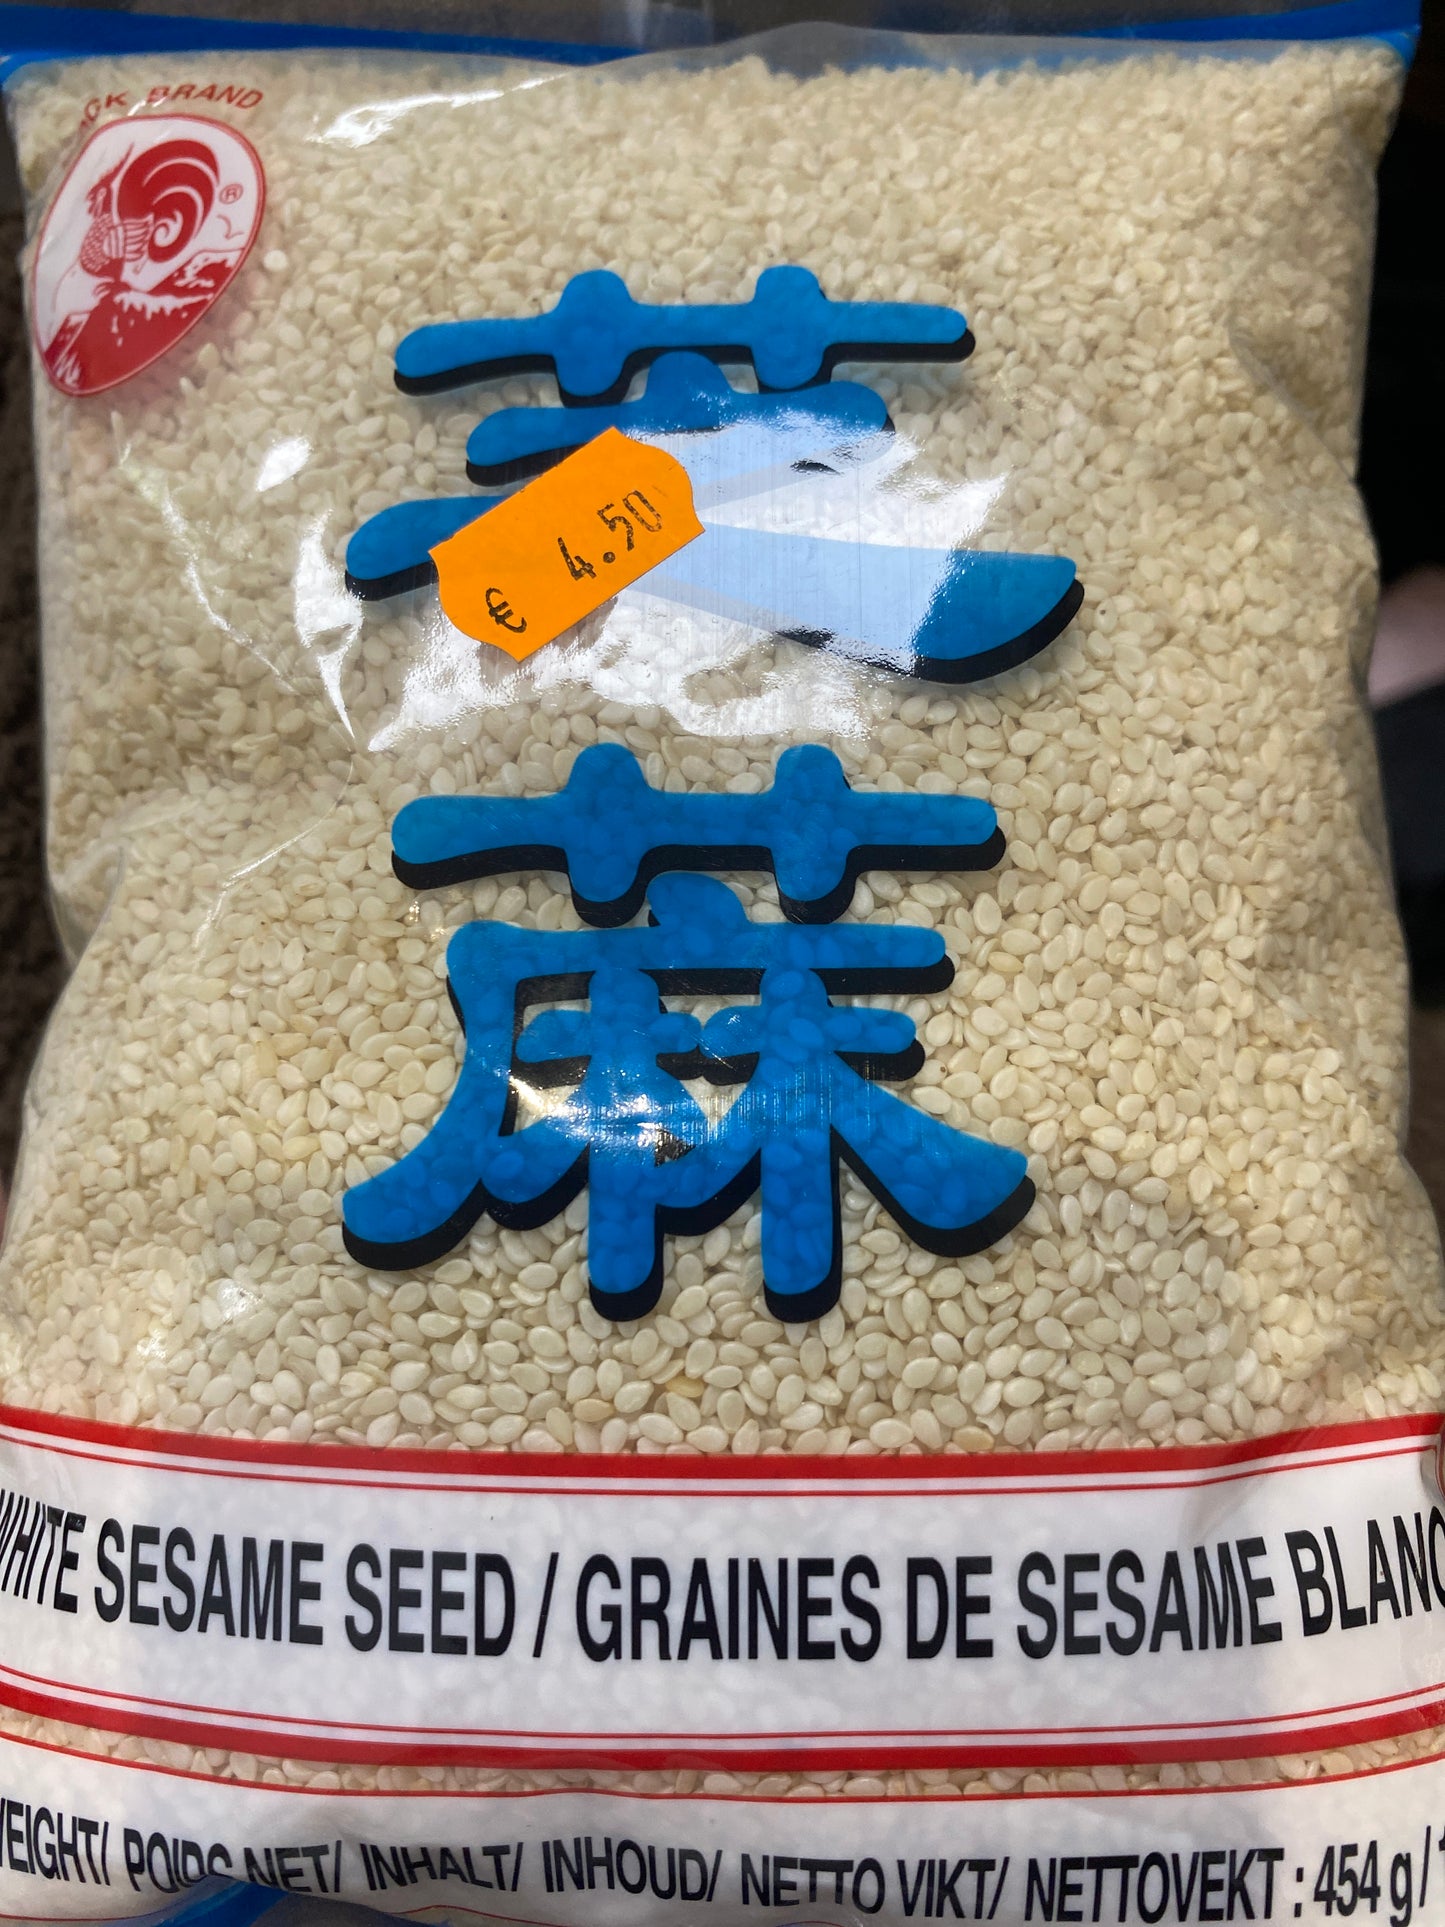 BRAND
®
€ 4.50
芝
蔴
WHITE SESAME SEED / GRAINES DE SESAME BLANC
POIDS NET/ INHALT/ INHOUD/ NETTO VIKT/ NETTOVEKT : 454 g /